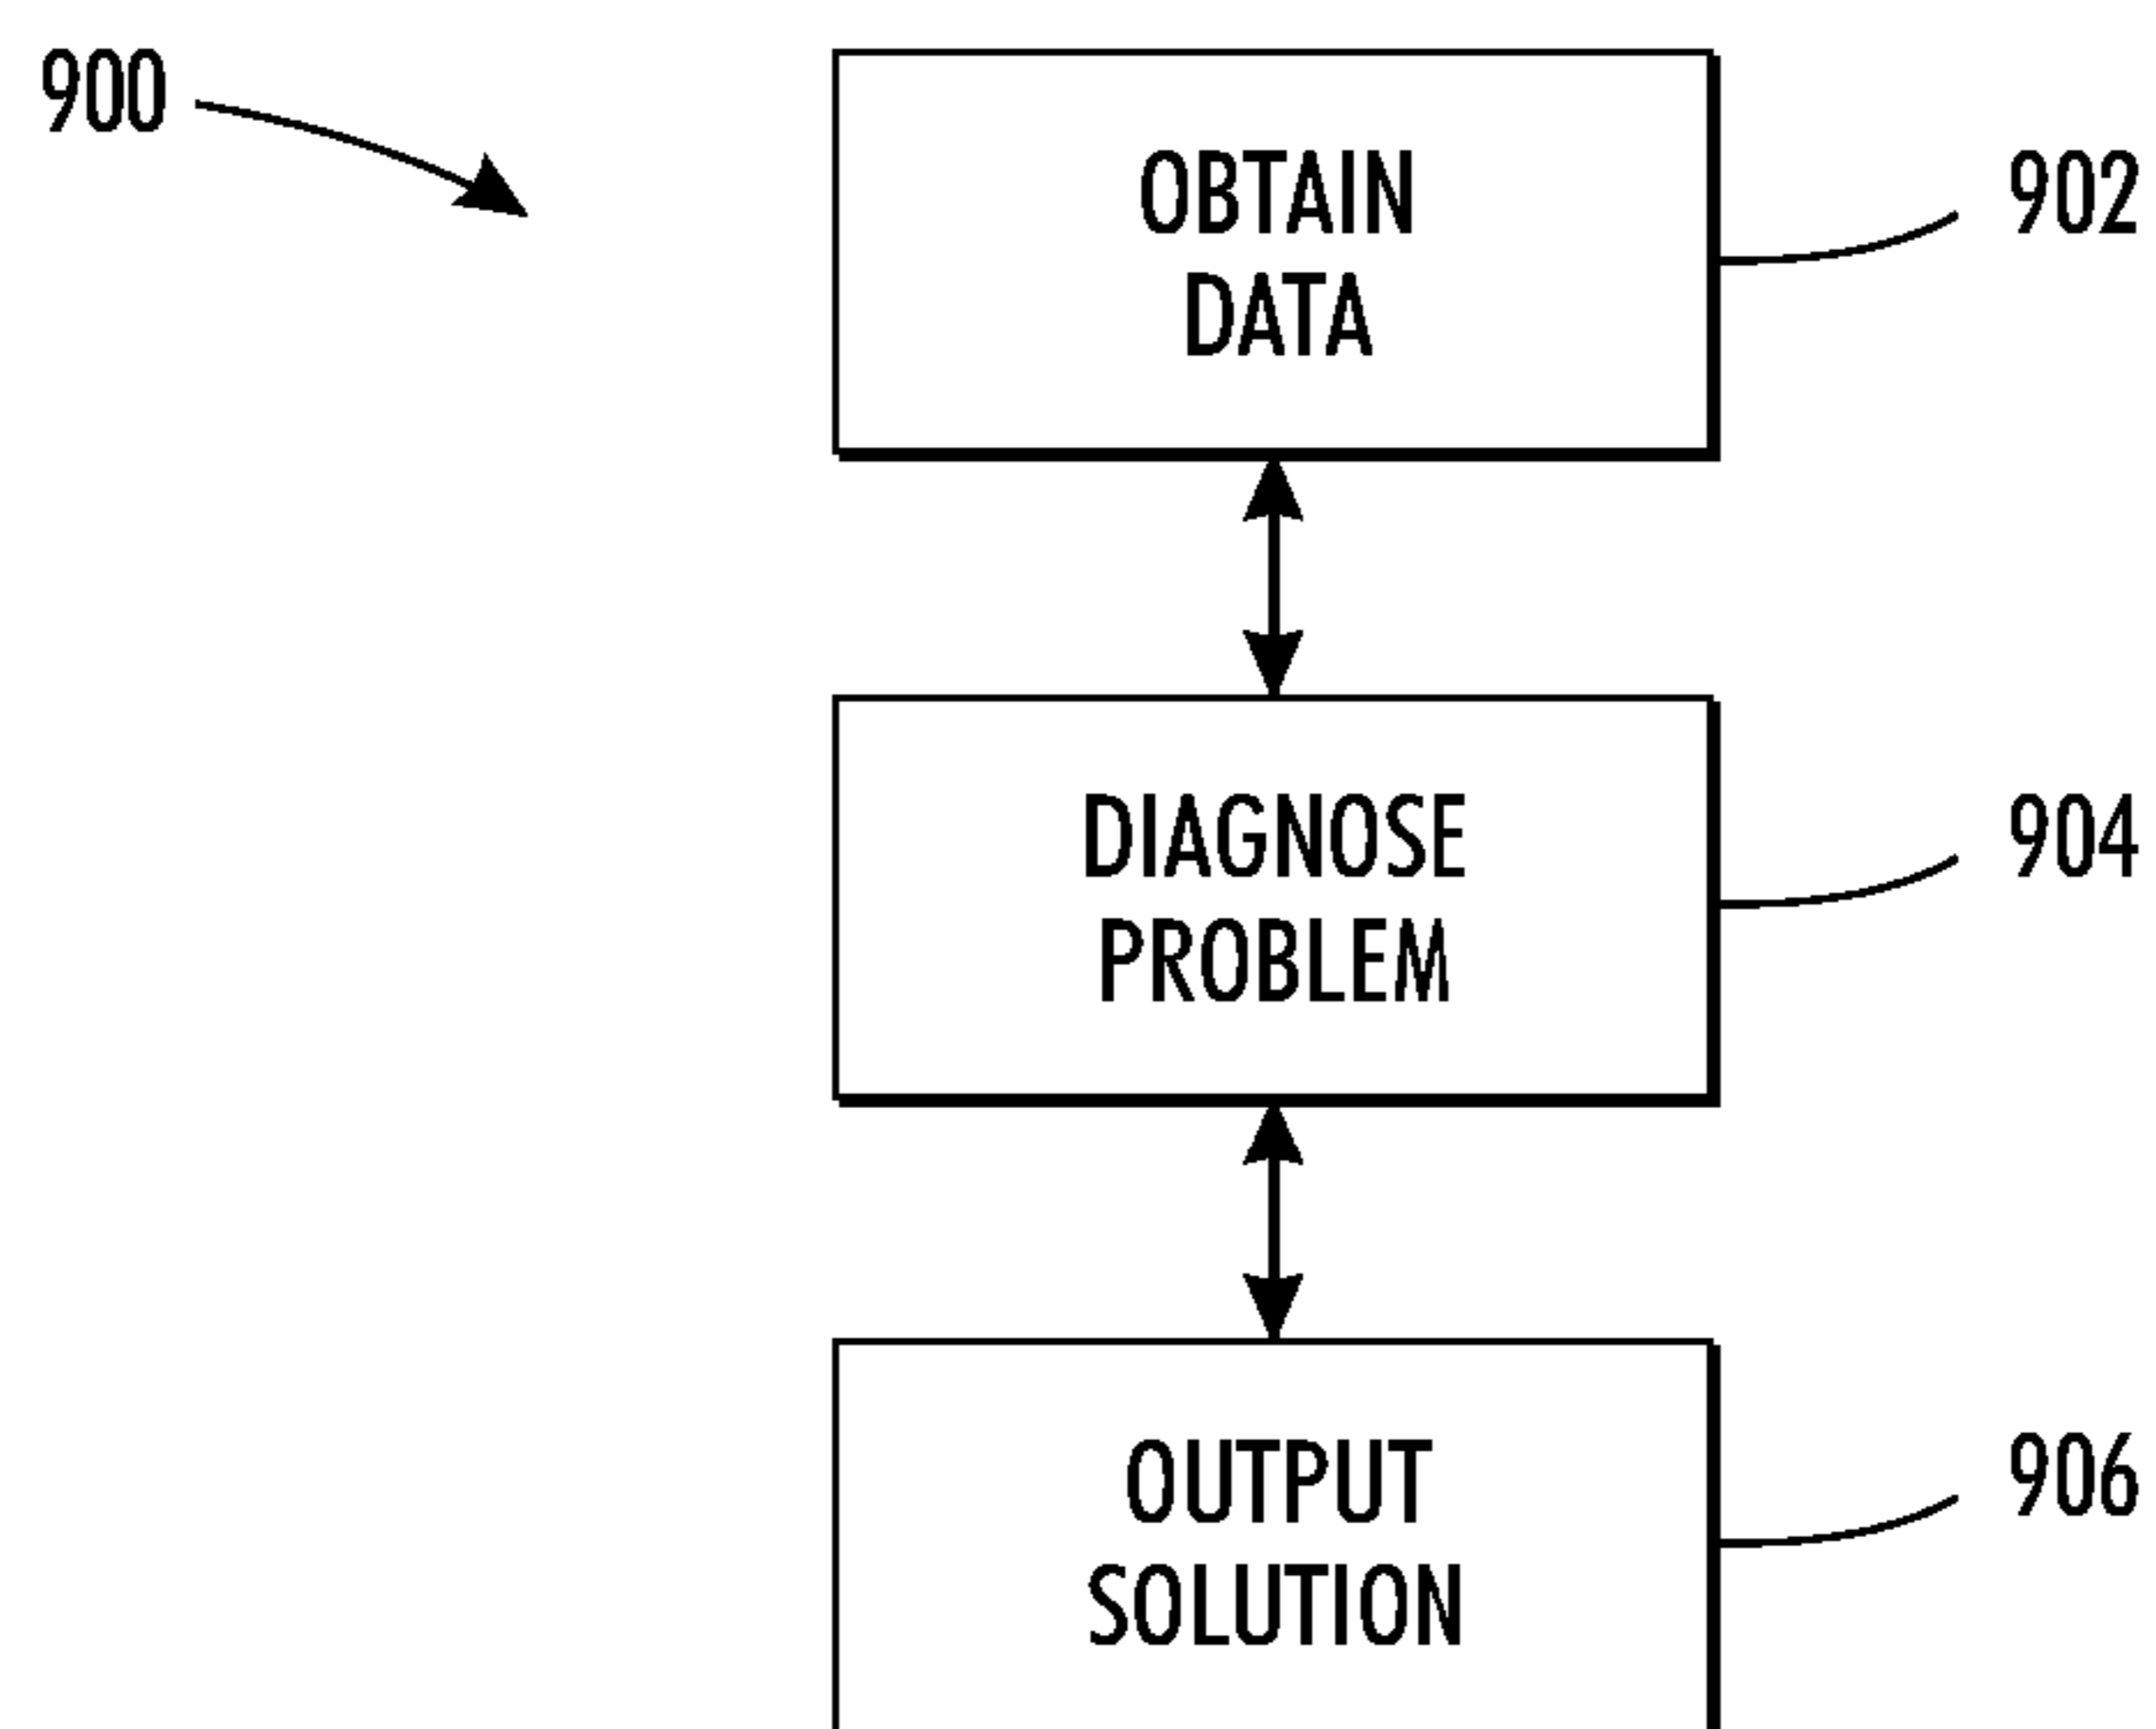 900
OBTAIN
DATA
902
DIAGNOSE
PROBLEM
904
OUTPUT
SOLUTION
906